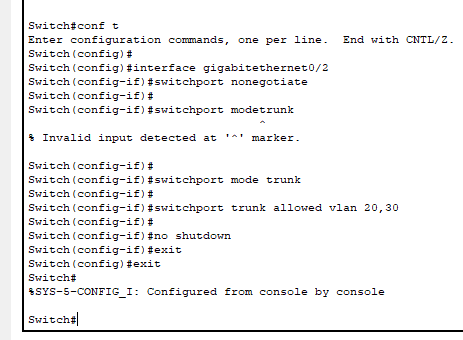 Switch#conf t
Enter configuration commands, one per line.  End with CNTL/Z.
Switch(config)#
Switch(config)#interface gigabitethernet0/2
Switch(config-if)#switchport nonegotiate
Switch(config-if)#
Switch(config-if)#switchport modetrunk
^
% Invalid input detected at '^' marker.
Switch(config-if)#
Switch(config-if)#switchport mode trunk
Switch(config-if)#
Switch(config-if)#switchport trunk allowed vlan 20,30
Switch(config-if)#
Switch(config-if)#no shutdown
Switch(config-if)#exit
Switch(config)#exit
Switch#
%SYS-5-CONFIG_I: Configured from console by console
Switch#